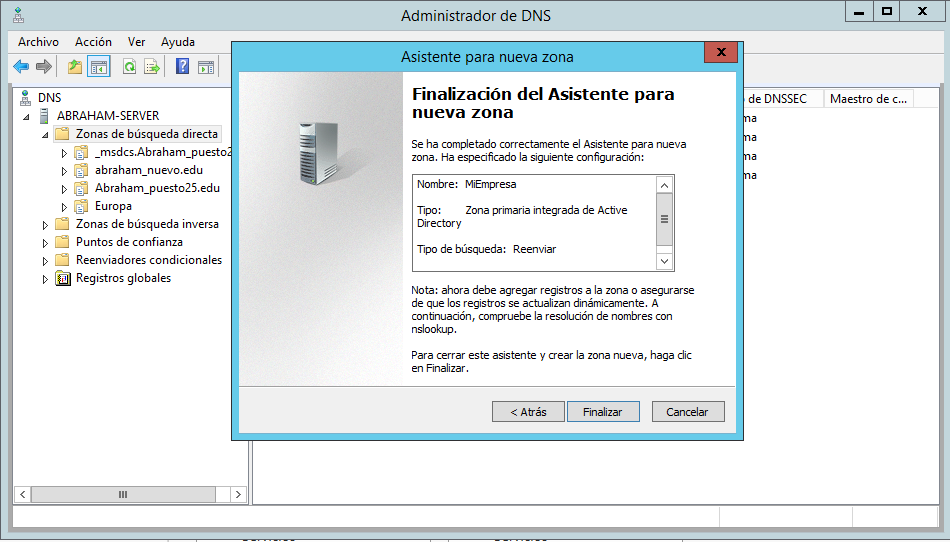 Administrador de DNS
Archivo Acción Ver Ayuda
DNS
ABRAHAM-SERVER
Zonas de búsqueda directa
_msdcs.Abraham_puesto2
abraham_nuevo.edu
Abraham_puesto25.edu
Europa
Zonas de búsqueda inversa
Puntos de confianza
Reenviadores condicionales
Registros globales
de DNSSEC Maestro de c...
ma
ma
ma
ma
Asistente para nueva zona
x
Finalización del Asistente para
nueva zona
Se ha completado correctamente el Asistente para nueva
zona. Ha especificado la siguiente configuración:
Nombre: MiEmpresa
Tipo: Zona primaria integrada de Active
Directory
Tipo de búsqueda: Reenviar
Nota: ahora debe agregar registros a la zona o asegurarse
de que los registros se actualizan dinámicamente. A
continuación, compruebe la resolución de nombres con
nslookup.
Para cerrar este asistente y crear la zona nueva, haga clic
en Finalizar.
< Atrás Finalizar Cancelar